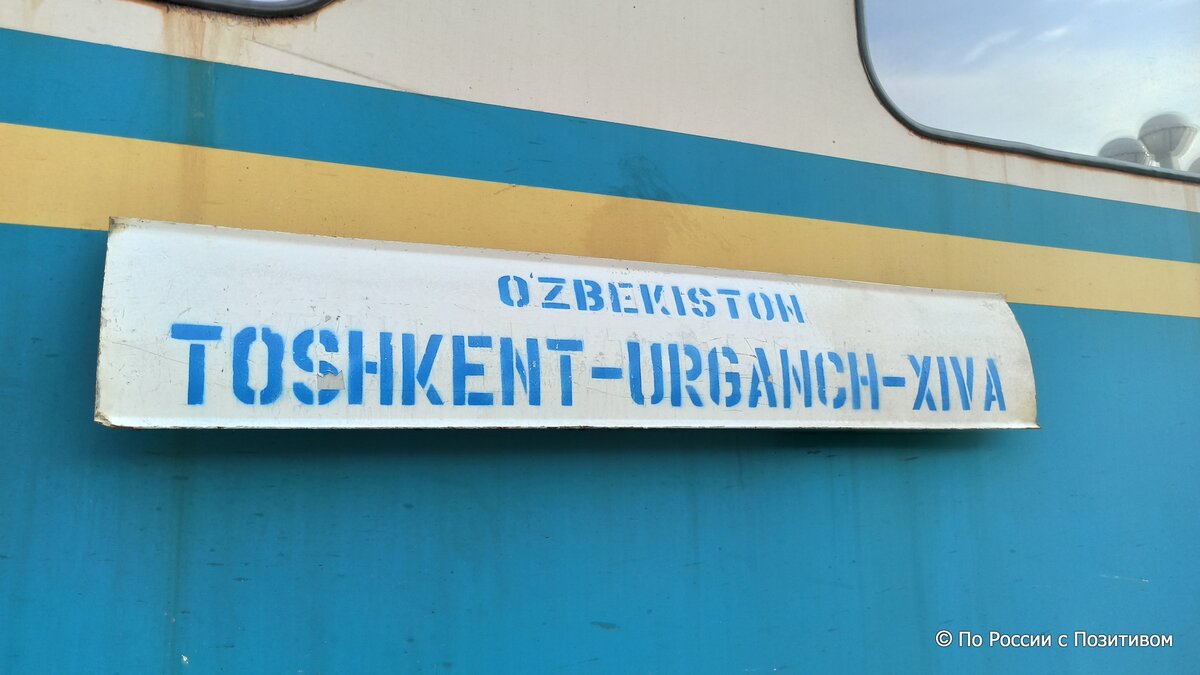 O'ZBEKISTON
TOSHKENT-URGANCH-XIVA
© По России с Позитивом